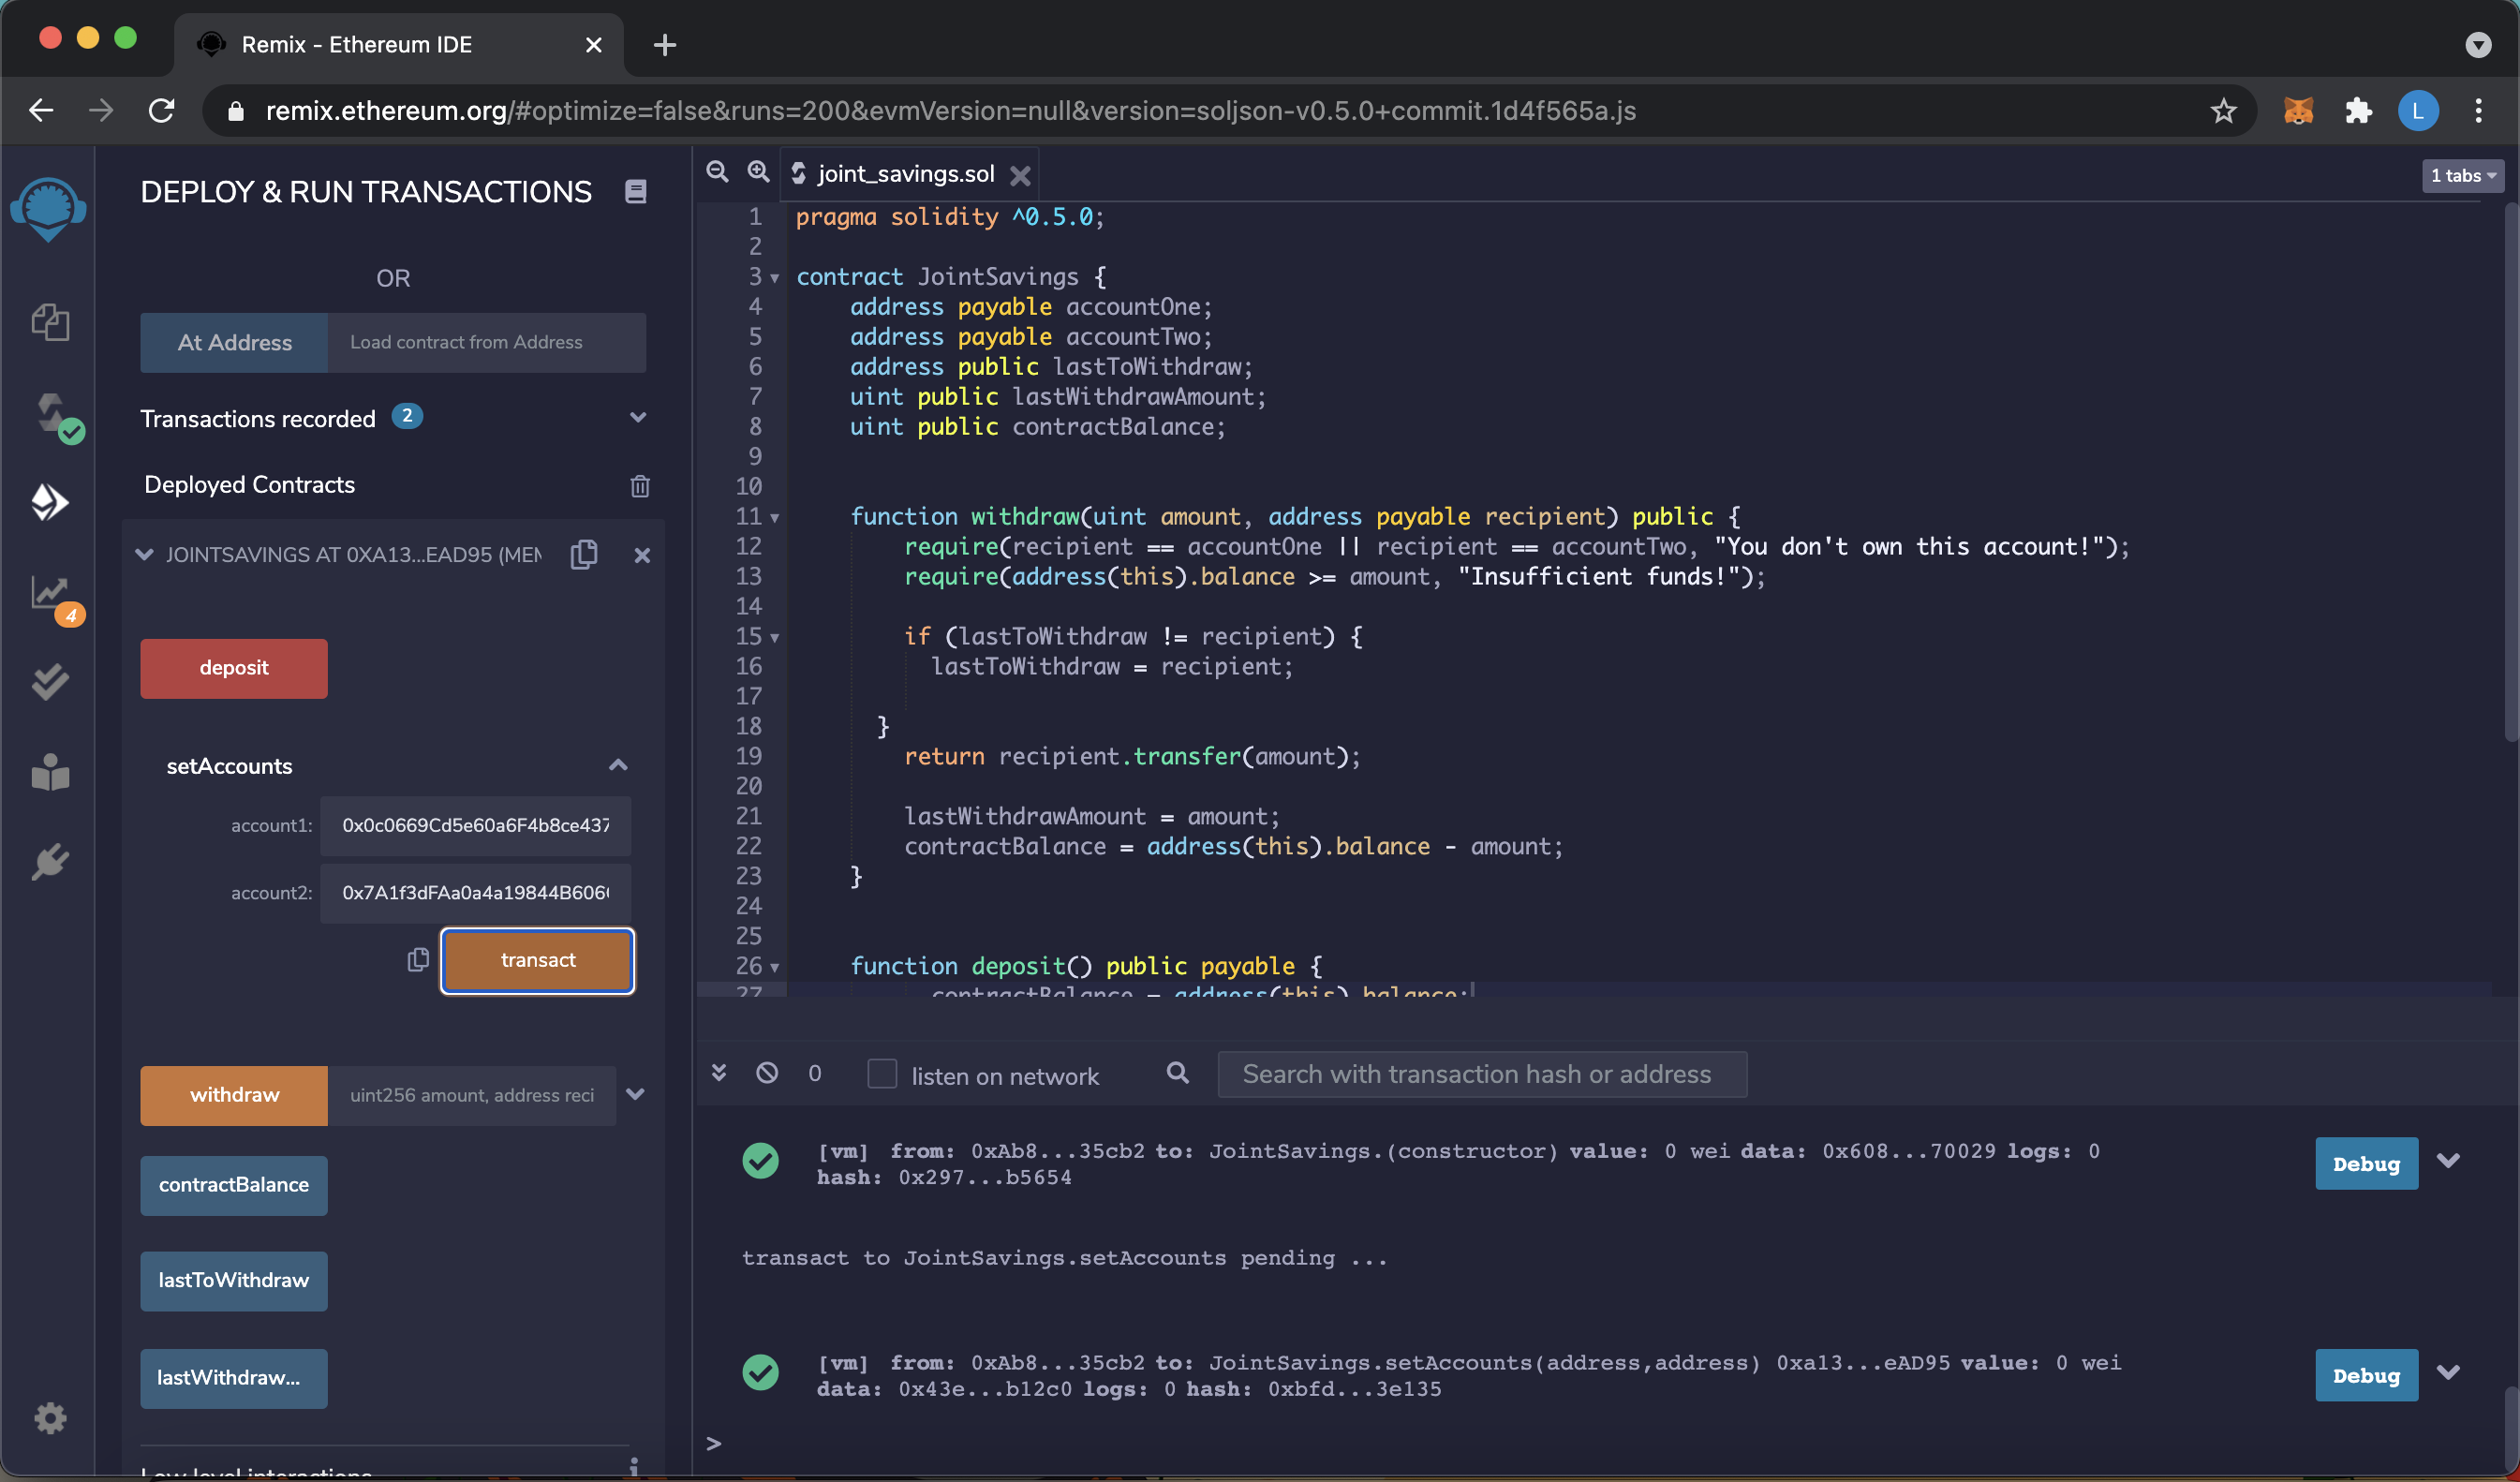 Remix - Ethereum IDE
remix.ethereum.org/#optimize=false&runs=200&evmVersion=null&version=soljson-v0.5.0+commit.1d4f565a.js
L
DEPLOY & RUN TRANSACTIONS
OR
At Address
Load contract from Address
Transactions recorded 2
Deployed Contracts
JOINTSAVINGS AT 0XA13...EAD95 (MEM
4
deposit
setAccounts
account1: 0x0c0669Cd5e60a6F4b8ce437
account2: 0x7A1f3dFAa0a4a19844B606
transact
withdraw
uint256 amount, address reci
contractBalance
lastToWithdraw
lastWithdraw...
Low level interactions
i
joint_savings.sol
1 tabs
1 pragma solidity ^0.5.0;
2
3 contract JointSavings {
4 address payable accountOne;
5 address payable accountTwo;
6 address public lastToWithdraw;
7 uint public lastWithdrawAmount;
8 uint public contractBalance;
9
10
11 function withdraw(uint amount, address payable recipient) public {
12 require(recipient == accountOne || recipient == accountTwo, "You don't own this account!");
13 require(address(this).balance >= amount, "Insufficient funds!");
14
15 if (lastToWithdraw != recipient) {
16 lastToWithdraw = recipient;
17
18 }
19 return recipient.transfer(amount);
20
21 lastWithdrawAmount = amount;
22 contractBalance = address(this).balance - amount;
23 }
24
25
26 function deposit() public payable {
27 contractBalance = address(this).balance;
0
listen on network
Search with transaction hash or address
[vm] from: 0xAb8...35cb2 to: JointSavings.(constructor) value: 0 wei data: 0x608...70029 logs: 0
hash: 0x297...b5654
Debug
transact to JointSavings.setAccounts pending ...
[vm] from: 0xAb8...35cb2 to: JointSavings.setAccounts(address,address) 0xa13...eAD95 value: 0 wei
data: 0x43e...b12c0 logs: 0 hash: 0xbfd...3e135
Debug
>